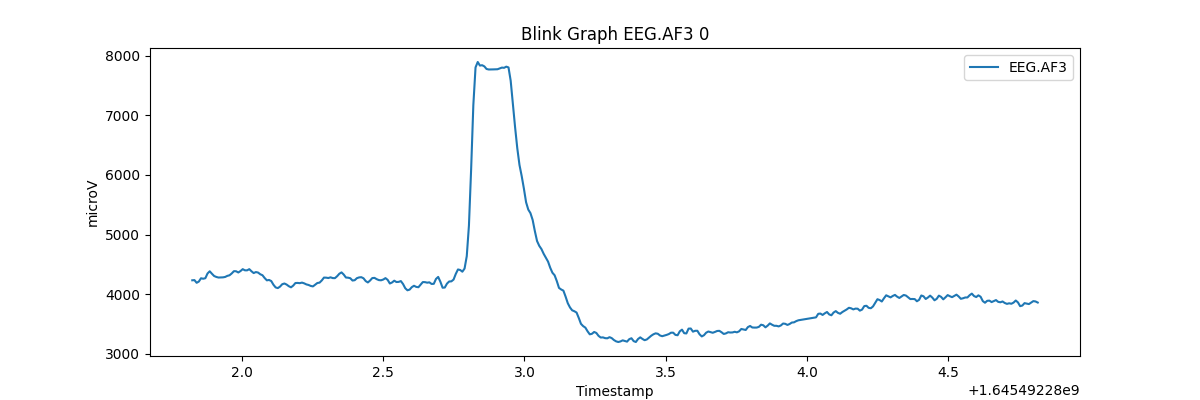 Blink Graph EEG.AF3 0
EEG.AF3
8000
7000
6000
5000
4000
3000
microV
2.0 2.5 3.0 3.5 4.0 4.5
Timestamp
+1.64549228e9